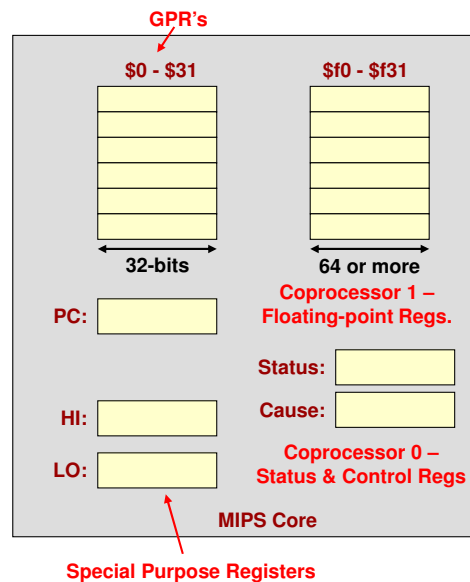 GPR's
$0 - $31
$f0 - $f31
32-bits
64 or more
Coprocessor 1 –
Floating-point Regs.
PC:
Status:
Cause:
HI:
Coprocessor 0 –
Status & Control Regs
LO:
MIPS Core
Special Purpose Registers